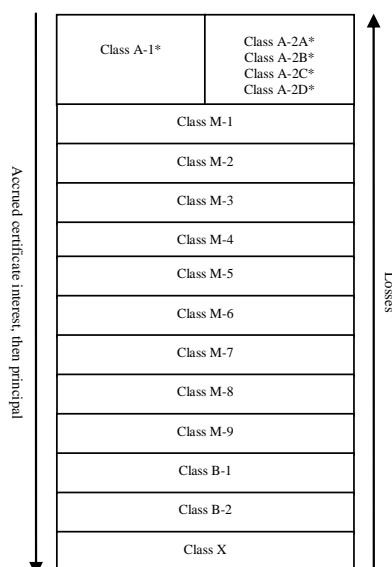 Class A-1*
Class A-2A*
Class A-2B*
Class A-2C*
Class A-2D*
Class M-1
Class M-2
Class M-3
Class M-4
Class M-5
Class M-6
Class M-7
Class M-8
Class M-9
Class B-1
Class B-2
Class X
Accrued certificate interest, then principal
Losses